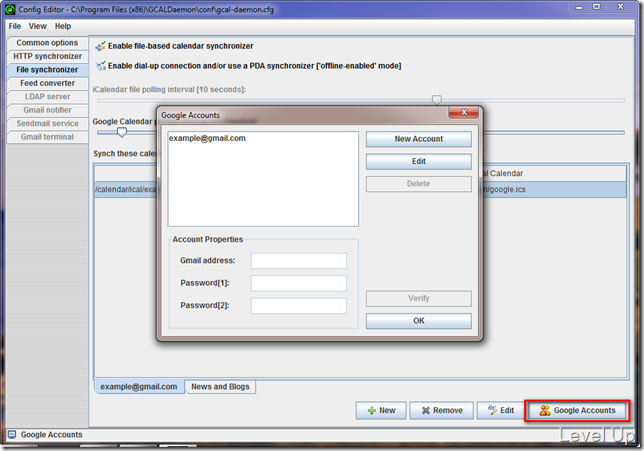 Config Editor - C:\Program Files (x86)\GCALDaemon\conf\gcal-daemon.cfg
File View Help
Common options
HTTP synchronizer
File synchronizer
Feed converter
LDAP server
Gmail notifier
Sendmail service
Gmail terminal
Enable file-based calendar synchronizer
Enable dial-up connection and/or use a PDA synchronizer ['offline-enabled' mode]
iCalendar file polling interval [10 seconds]:
Google Calendar p
Synch these cale
al Calendar
/calendar/ical/exa
n/google.ics
Google Accounts
example@gmail.com
New Account
Edit
Delete
Account Properties
Gmail address:
Password[1]:
Password[2]:
Verify
OK
example@gmail.com
News and Blogs
New
Remove
Edit
Google Accounts
Google Accounts
Level Up